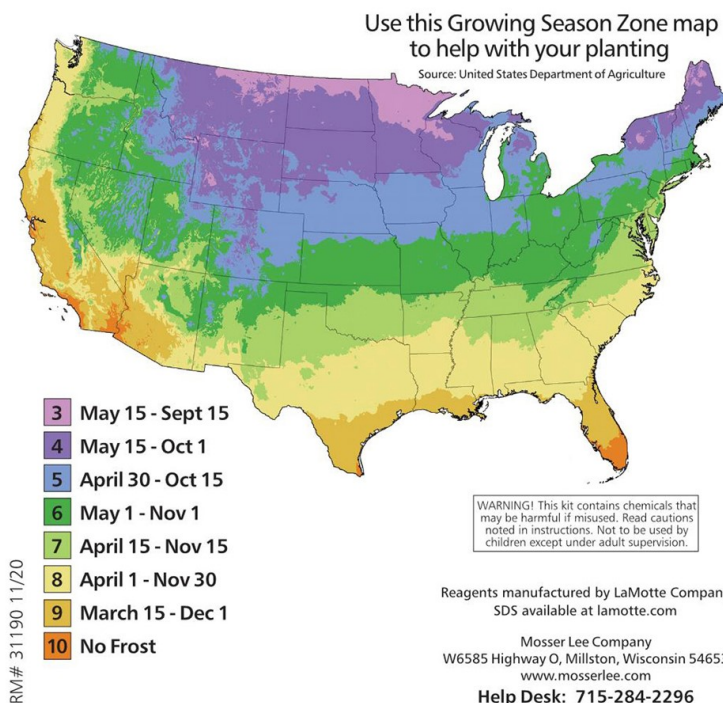 Use this Growing Season Zone map
to help with your planting
Source: United States Department of Agriculture
3 May 15 - Sept 15
4 May 15 - Oct 1
5 April 30 - Oct 15
6 May 1 - Nov 1
7 April 15 - Nov 15
8 April 1 - Nov 30
9 March 15 - Dec 1
10 No Frost
RM# 31190 11/20
WARNING! This kit contains chemicals that
may be harmful if misused. Read cautions
noted in instructions. Not to be used by
children except under adult supervision.
Reagents manufactured by LaMotte Compan
SDS available at lamotte.com
Mosser Lee Company
W6585 Highway O, Millston, Wisconsin 5465
www.mosserlee.com
Help Desk: 715-284-2296